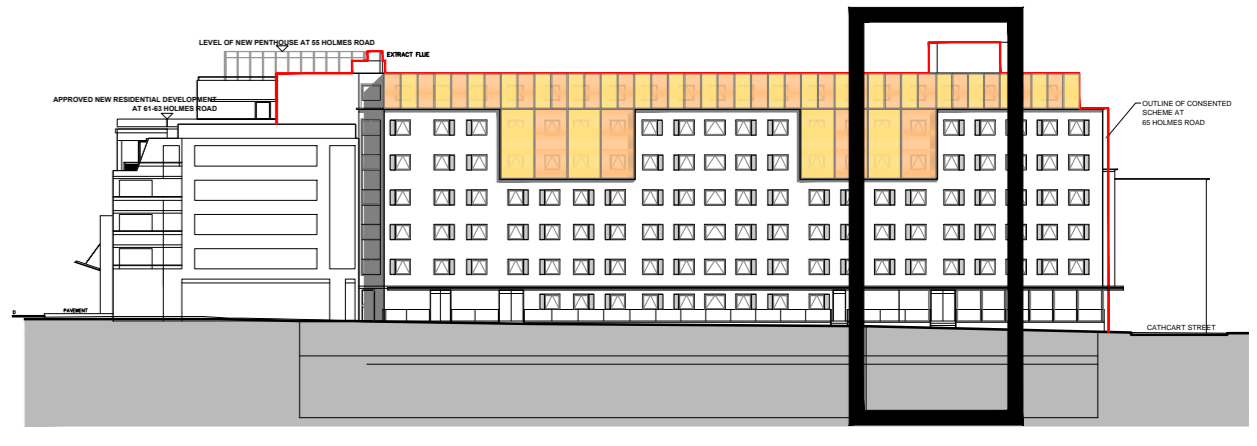 LEVEL OF NEW PENTHOUSE AT 55 HOLMES ROAD
EXTRACT FLUE
APPROVED NEW RESIDENTIAL DEVELOPMENT
AT 61-63 HOLMES ROAD
OUTLINE OF CONSENTED
SCHEME AT
65 HOLMES ROAD
PAVEMENT
CATHCART STREET